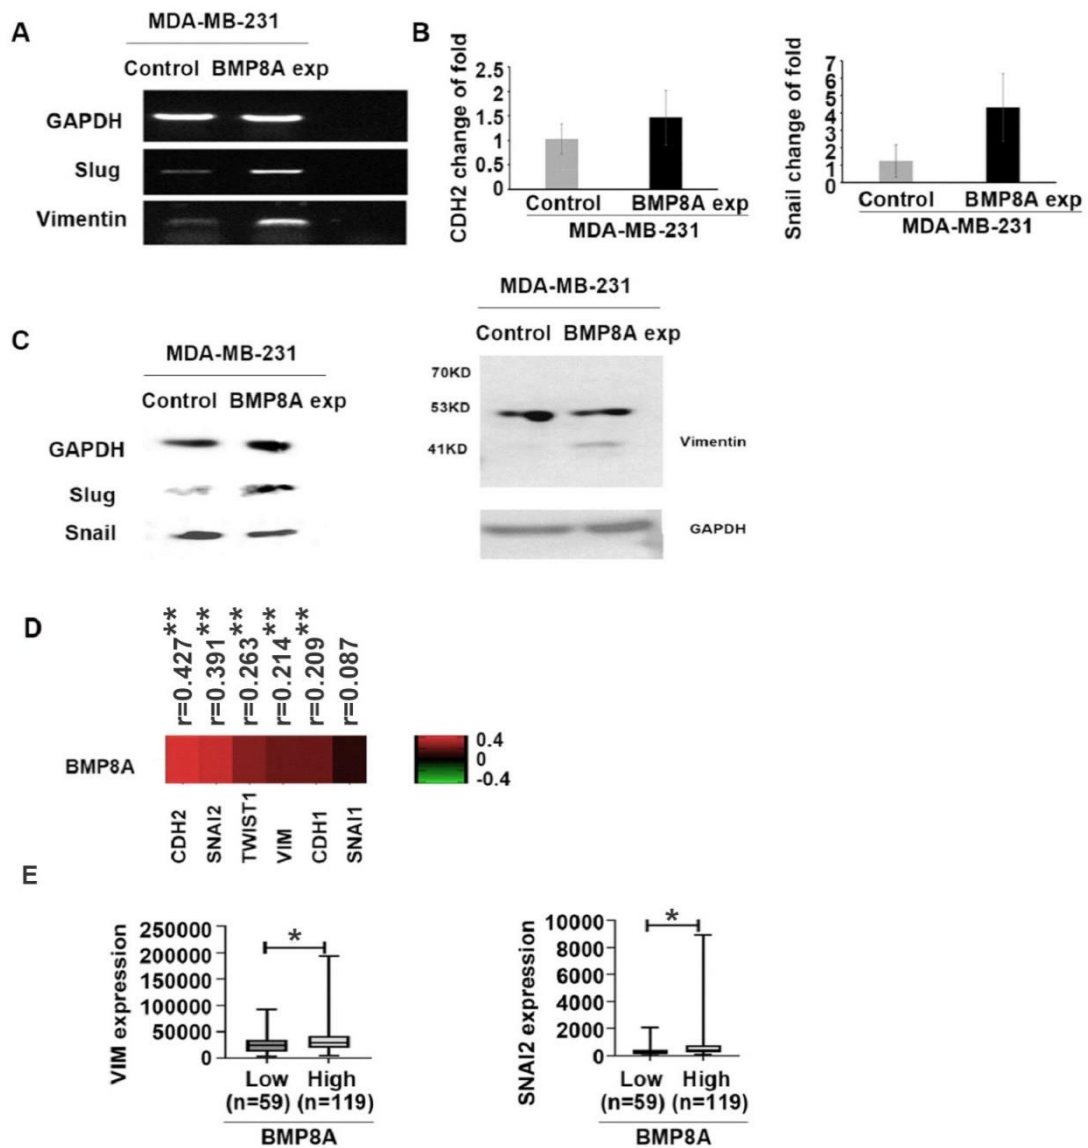 A
MDA-MB-231
Control BMP8A exp
GAPDH
Slug
Vimentin
B
CDH2 change of fold
2.5
2
1.5
1
0.5
0
Control BMP8A exp
MDA-MB-231
Snail change of fold
7
6
5
4
3
2
1
0
Control BMP8A exp
MDA-MB-231
C
MDA-MB-231
Control BMP8A exp
GAPDH
Slug
Snail
MDA-MB-231
Control BMP8A exp
70KD
53KD
41KD
Vimentin
GAPDH
D
r=0.427**
r=0.391**
r=0.263**
r=0.214**
r=0.209**
r=0.087
BMP8A
0.4
0
-0.4
CDH2
SNAI2
TWIST1
VIM
CDH1
SNAI1
E
VIM expression
250000
200000
150000
100000
50000
0
*
Low High
(n=59) (n=119)
BMP8A
SNAI2 expression
10000
8000
6000
4000
2000
0
*
Low High
(n=59) (n=119)
BMP8A